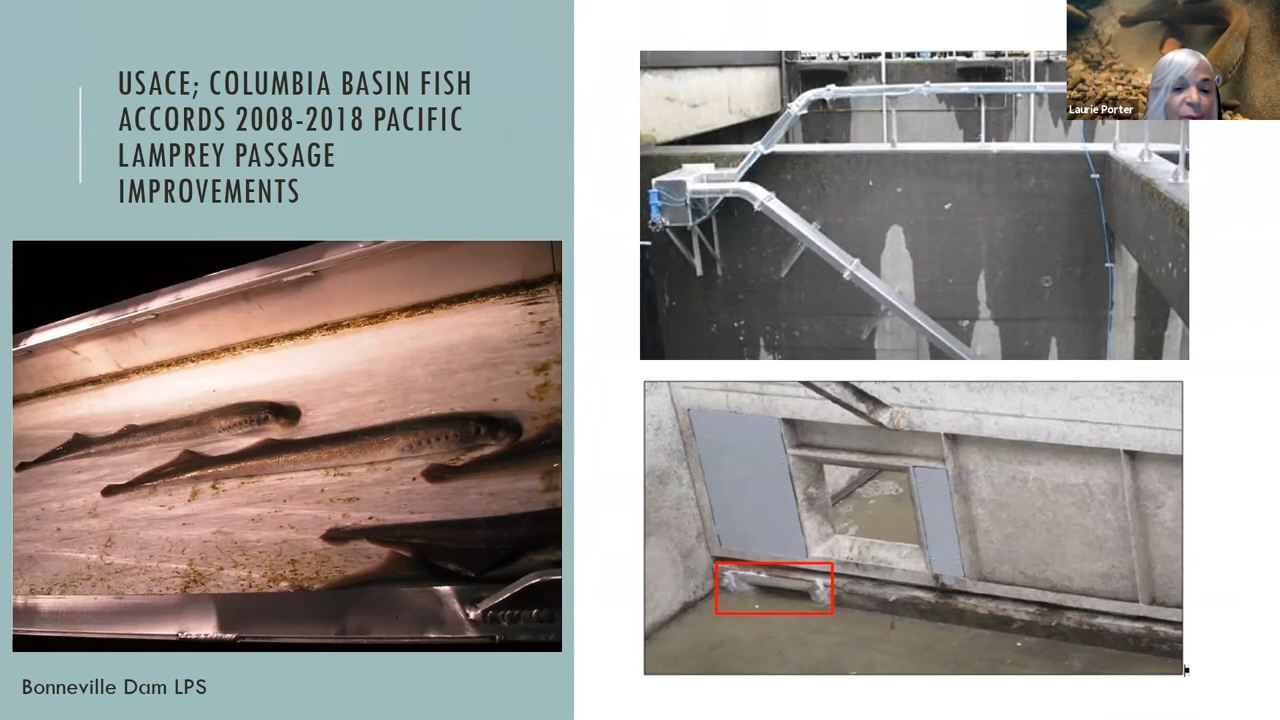 USACE; COLUMBIA BASIN FISH
ACCORDS 2008-2018 PACIFIC
LAMPREY PASSAGE
IMPROVEMENTS
Laurie Porter
Bonneville Dam LPS